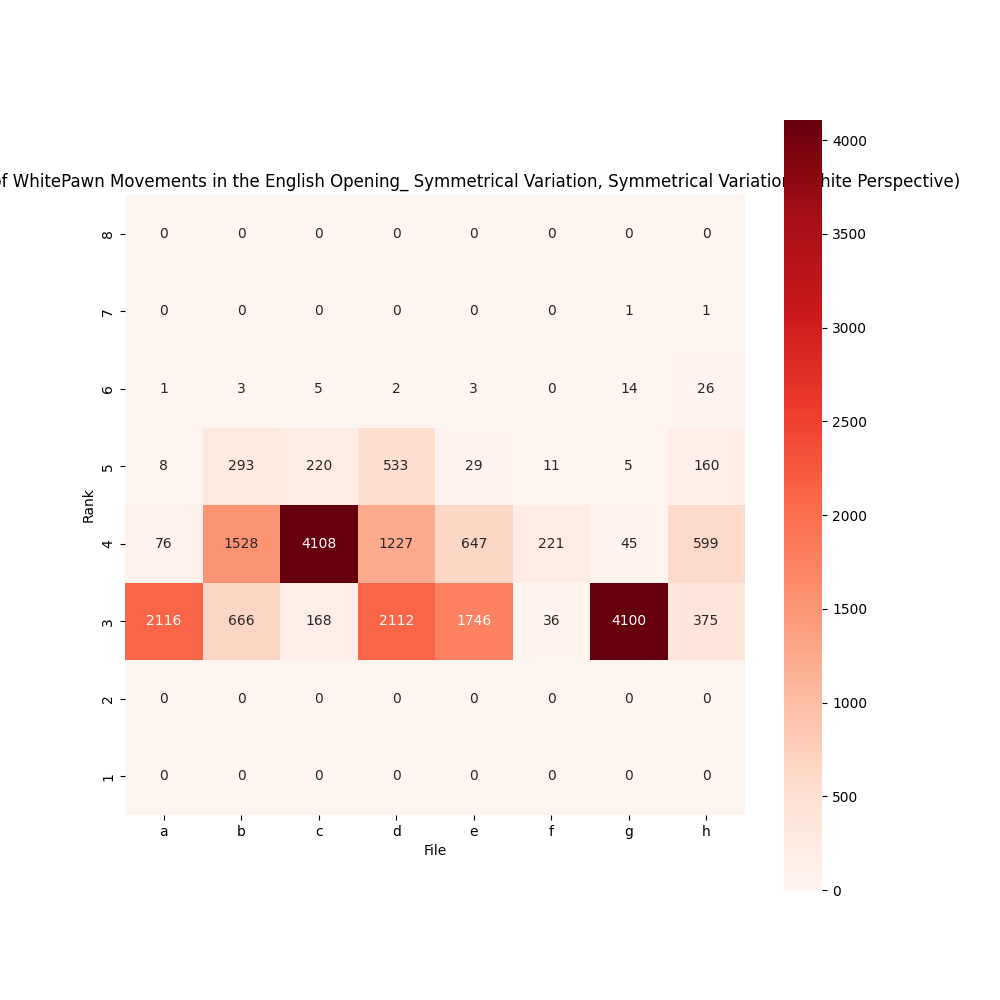 of WhitePawn Movements in the English Opening_ Symmetrical Variation, Symmetrical Variation hite Perspective)
8 0 0 0 0 0 0 0 0
7 0 0 0 0 0 0 1 1
6 1 3 5 2 3 0 14 26
5 8 293 220 533 29 11 5 160
4 76 1528 4108 1227 647 221 45 599
3 2116 666 168 2112 1746 36 4100 375
2 0 0 0 0 0 0 0 0
1 0 0 0 0 0 0 0 0
a b c d e f g h
File
Rank
4000
3500
3000
2500
2000
1500
1000
500
0